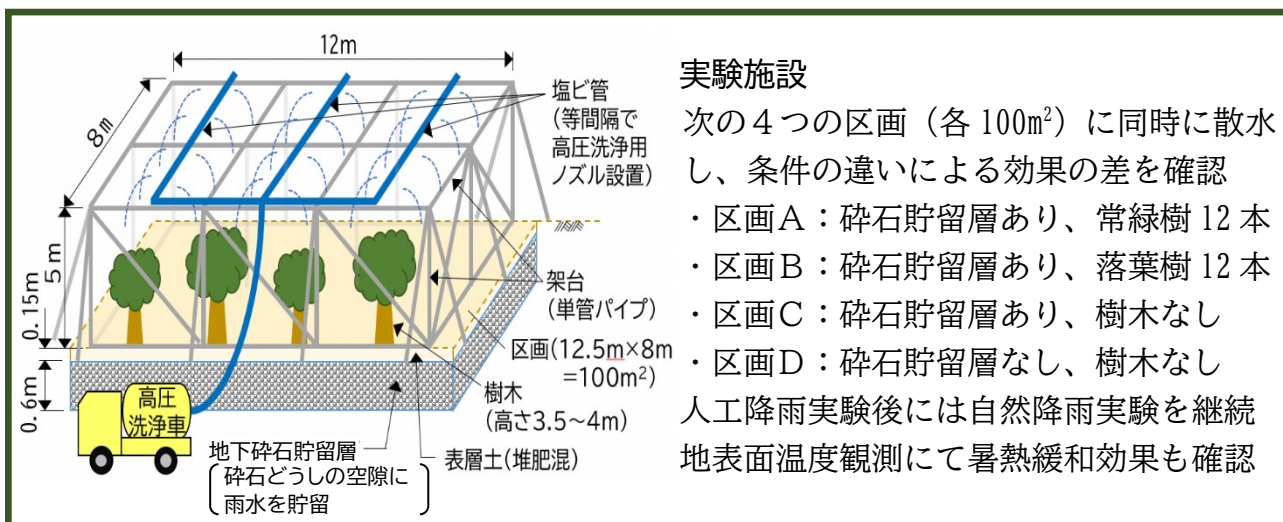 12m
8m
5m
0.15m
0.6m
塩ビ管
(等間隔で
高圧洗浄用
ノズル設置)
架台
(単管パイプ)
区画(12.5m×8m
=100m²)
樹木
(高さ3.5～4m)
表層土(堆肥混)
地下砕石貯留層
砕石どうしの空隙に
雨水を貯留
高圧
洗浄車
実験施設
次の４つの区画（各 100m²）に同時に散水
し、条件の違いによる効果の差を確認
・区画Ａ：砕石貯留層あり、常緑樹 12 本
・区画Ｂ：砕石貯留層あり、落葉樹 12 本
・区画Ｃ：砕石貯留層あり、樹木なし
・区画Ｄ：砕石貯留層なし、樹木なし
人工降雨実験後には自然降雨実験を継続
地表面温度観測にて暑熱緩和効果も確認